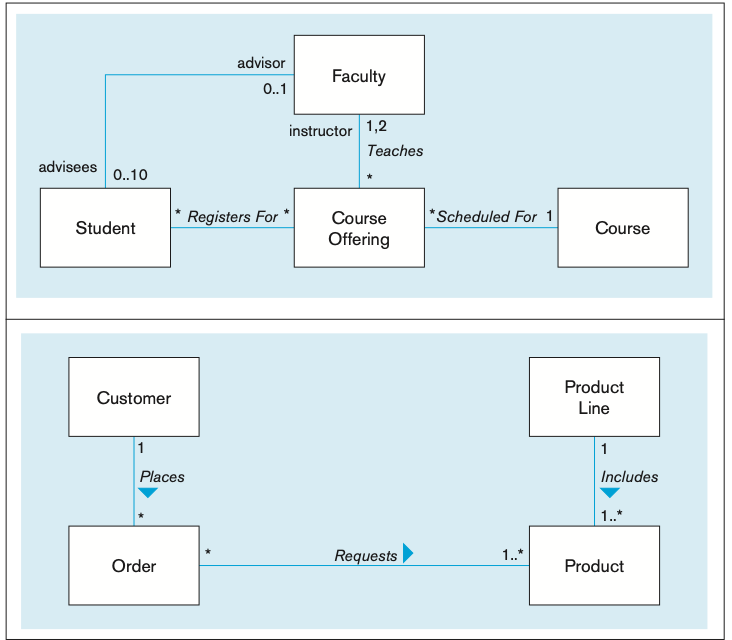 advisor
Faculty
0..1
instructor
1,2
Teaches
advisees
0..10
*
Student
* Registers For *
Course
Offering
*Scheduled For 1
Course
Customer
Product
Line
1
1
Places
Includes
*
1..*
Order
*
Requests
1..*
Product